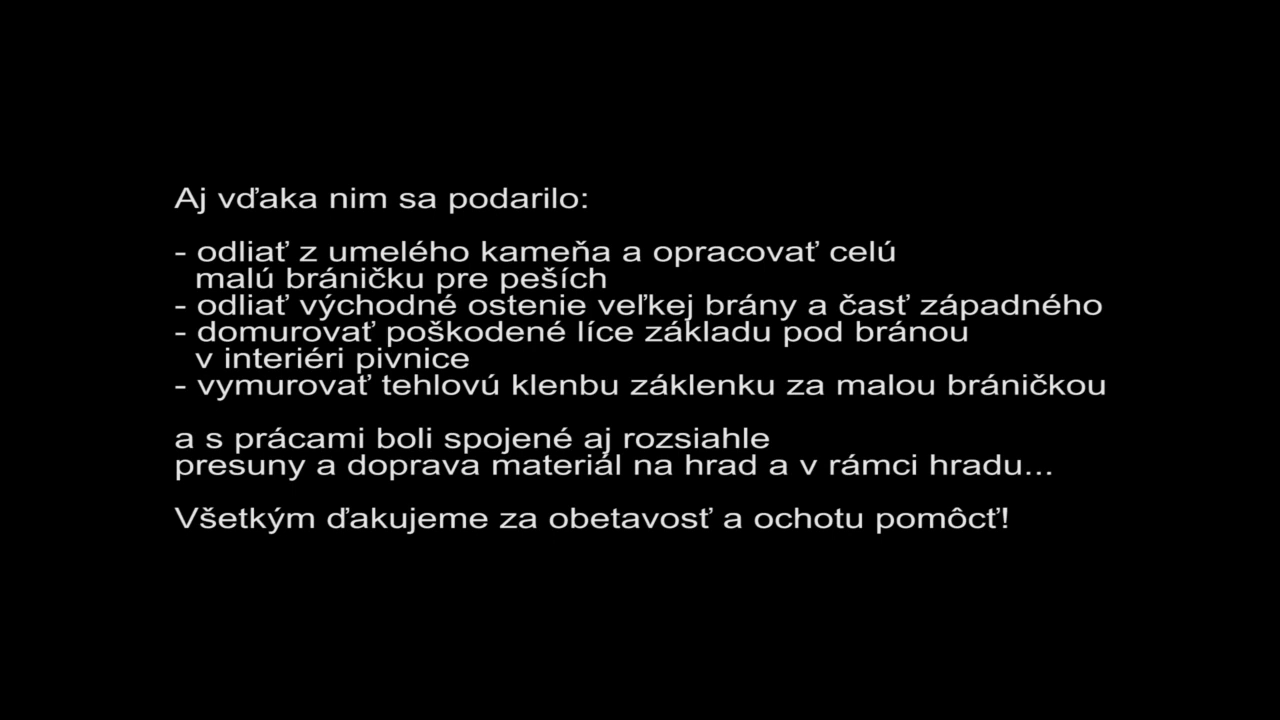 Aj vďaka nim sa podarilo:
- odliať z umelého kameňa a opracovať celú
malú bráničku pre peších
- odliať východné ostenie veľkej brány a časť západného
- domurovať poškodené líce základu pod bránou
v interiéri pivnice
- vymurovať tehlovú klenbu záklenku za malou bráničkou
a s prácami boli spojené aj rozsiahle
presuny a doprava materiál na hrad a v rámci hradu...
Všetkým ďakujeme za obetavosť a ochotu pomôcť!